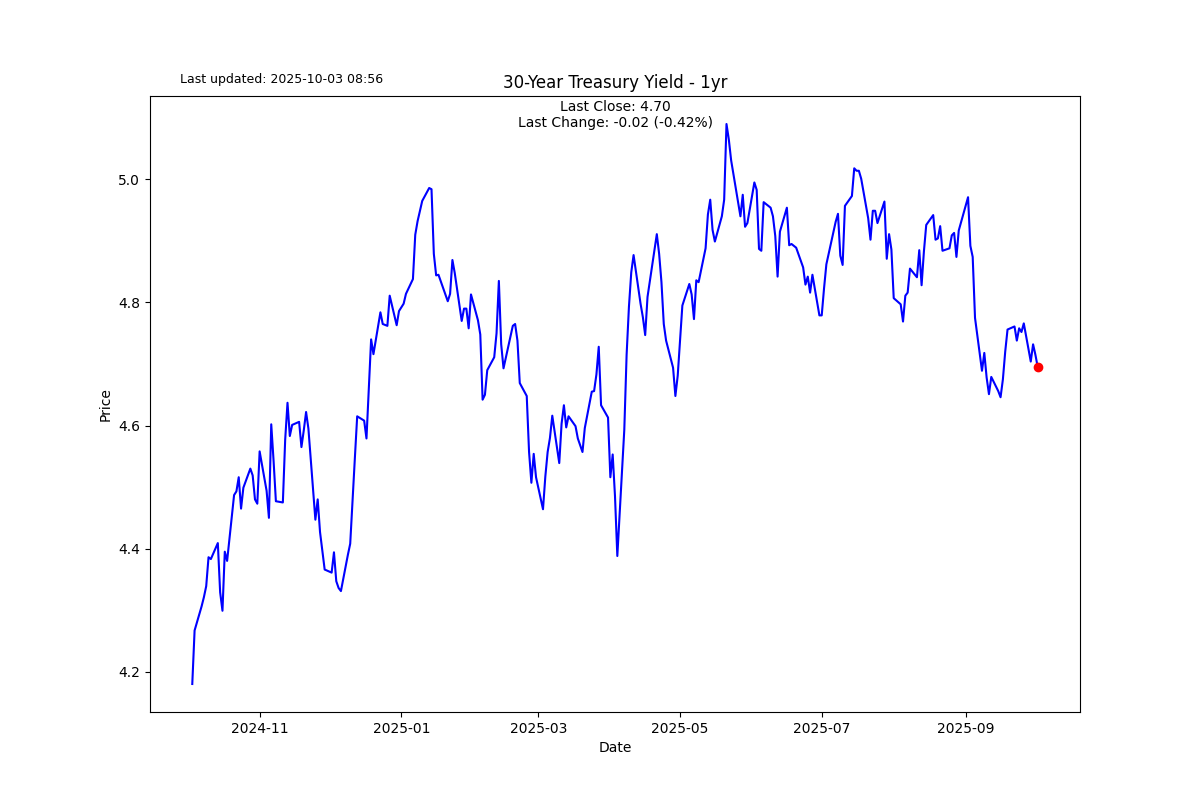 Last updated: 2025-10-03 08:56
30-Year Treasury Yield - 1yr
Last Close: 4.70
Last Change: -0.02 (-0.42%)
Price
5.0
4.8
4.6
4.4
4.2
2024-11
2025-01
2025-03
2025-05
2025-07
2025-09
Date